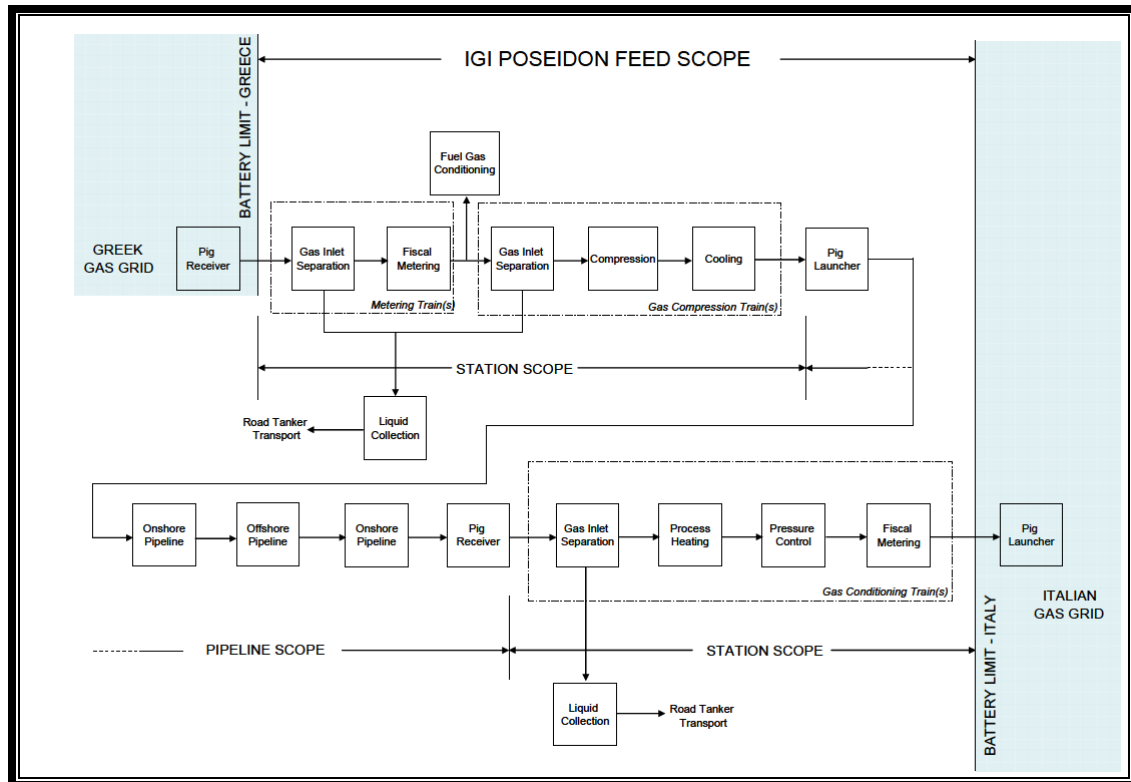 IGI POSEIDON FEED SCOPE
BATTERY LIMIT - GREECE
Fuel Gas
Conditioning
GREEK
GAS GRID
Pig
Receiver
Gas Inlet
Separation
Fiscal
Metering
Metering Train(s)
Gas Inlet
Separation
Compression
Cooling
Gas Compression Train(s)
Pig
Launcher
STATION SCOPE
Road Tanker
Transport
Liquid
Collection
Onshore
Pipeline
Offshore
Pipeline
Onshore
Pipeline
Pig
Receiver
Gas Inlet
Separation
Process
Heating
Pressure
Control
Fiscal
Metering
Gas Conditioning Train(s)
Pig
Launcher
ITALIAN
GAS GRID
BATTERY LIMIT - ITALY
PIPELINE SCOPE
STATION SCOPE
Liquid
Collection
Road Tanker
Transport